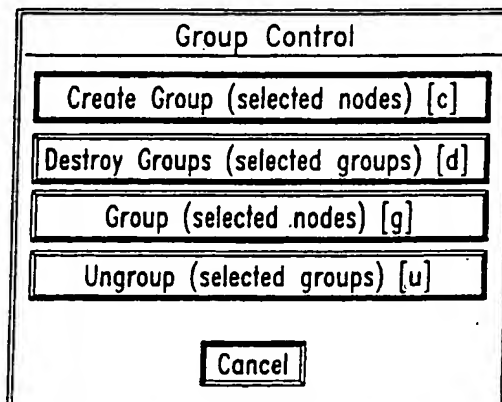 Group Control
Create Group (selected nodes) [c]
Destroy Groups (selected groups) [d]
Group (selected nodes) [g]
Ungroup (selected groups) [u]
Cancel